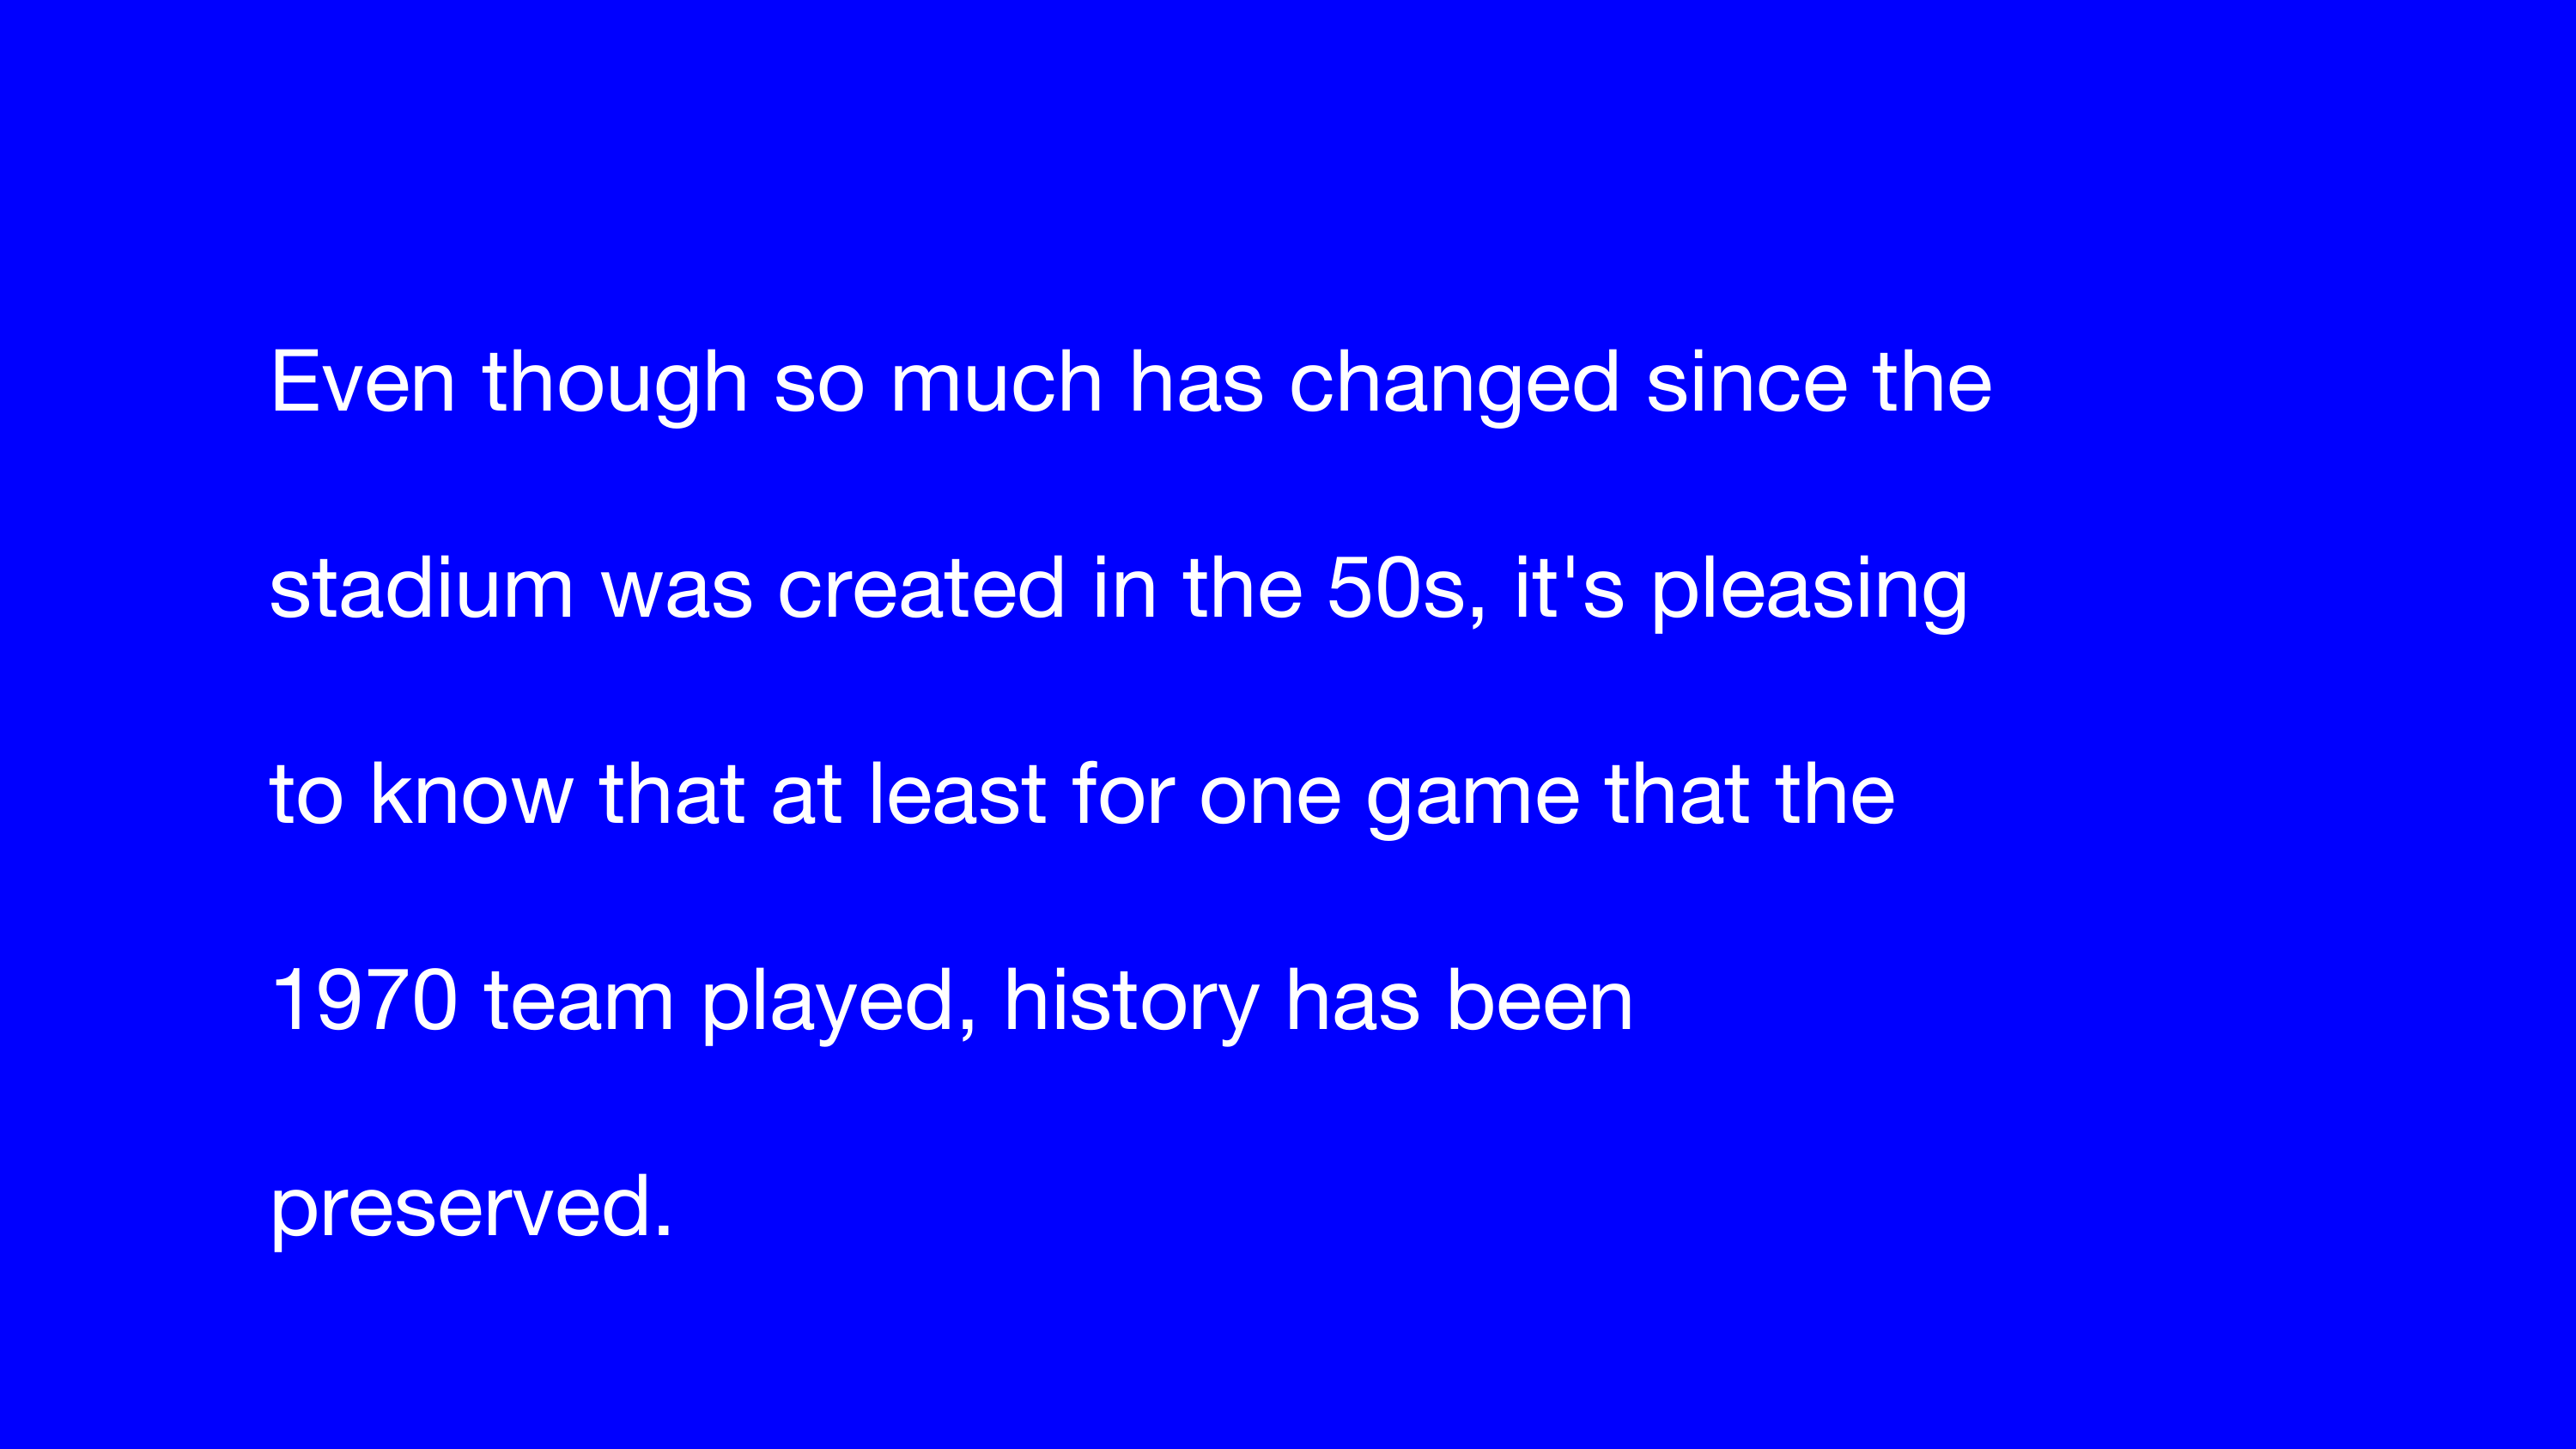 Even though so much has changed since the
stadium was created in the 50s, it's pleasing
to know that at least for one game that the
1970 team played, history has been
preserved.